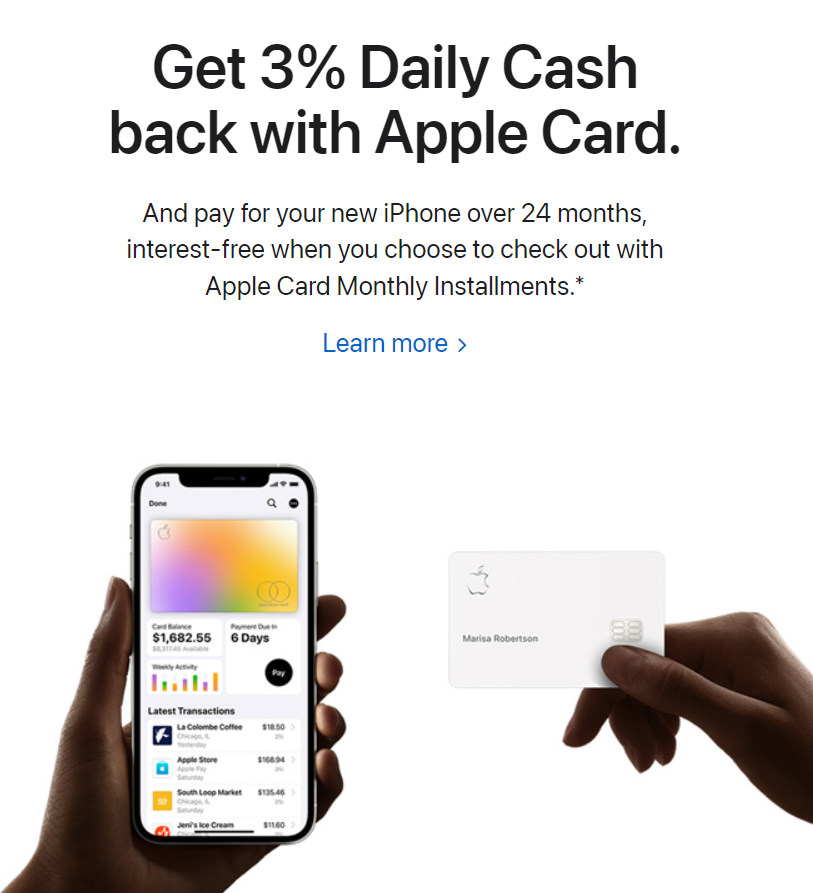 Get 3% Daily Cash
back with Apple Card.
And pay for your new iPhone over 24 months,
interest-free when you choose to check out with
Apple Card Monthly Installments.*
Learn more >
9:41
Done
Card Balance
$1,682.55
$8,317.45 Available
Payment Due In
6 Days
Weekly Activity
Pay
Latest Transactions
La Colombe Coffee $18.50
Chicago, IL 2%
Yesterday
Apple Store $168.94
Apple Pay 3%
Saturday
South Loop Market $135.46
Chicago, IL 2%
Saturday
Jeni's Ice Cream $11.60
Marisa Robertson